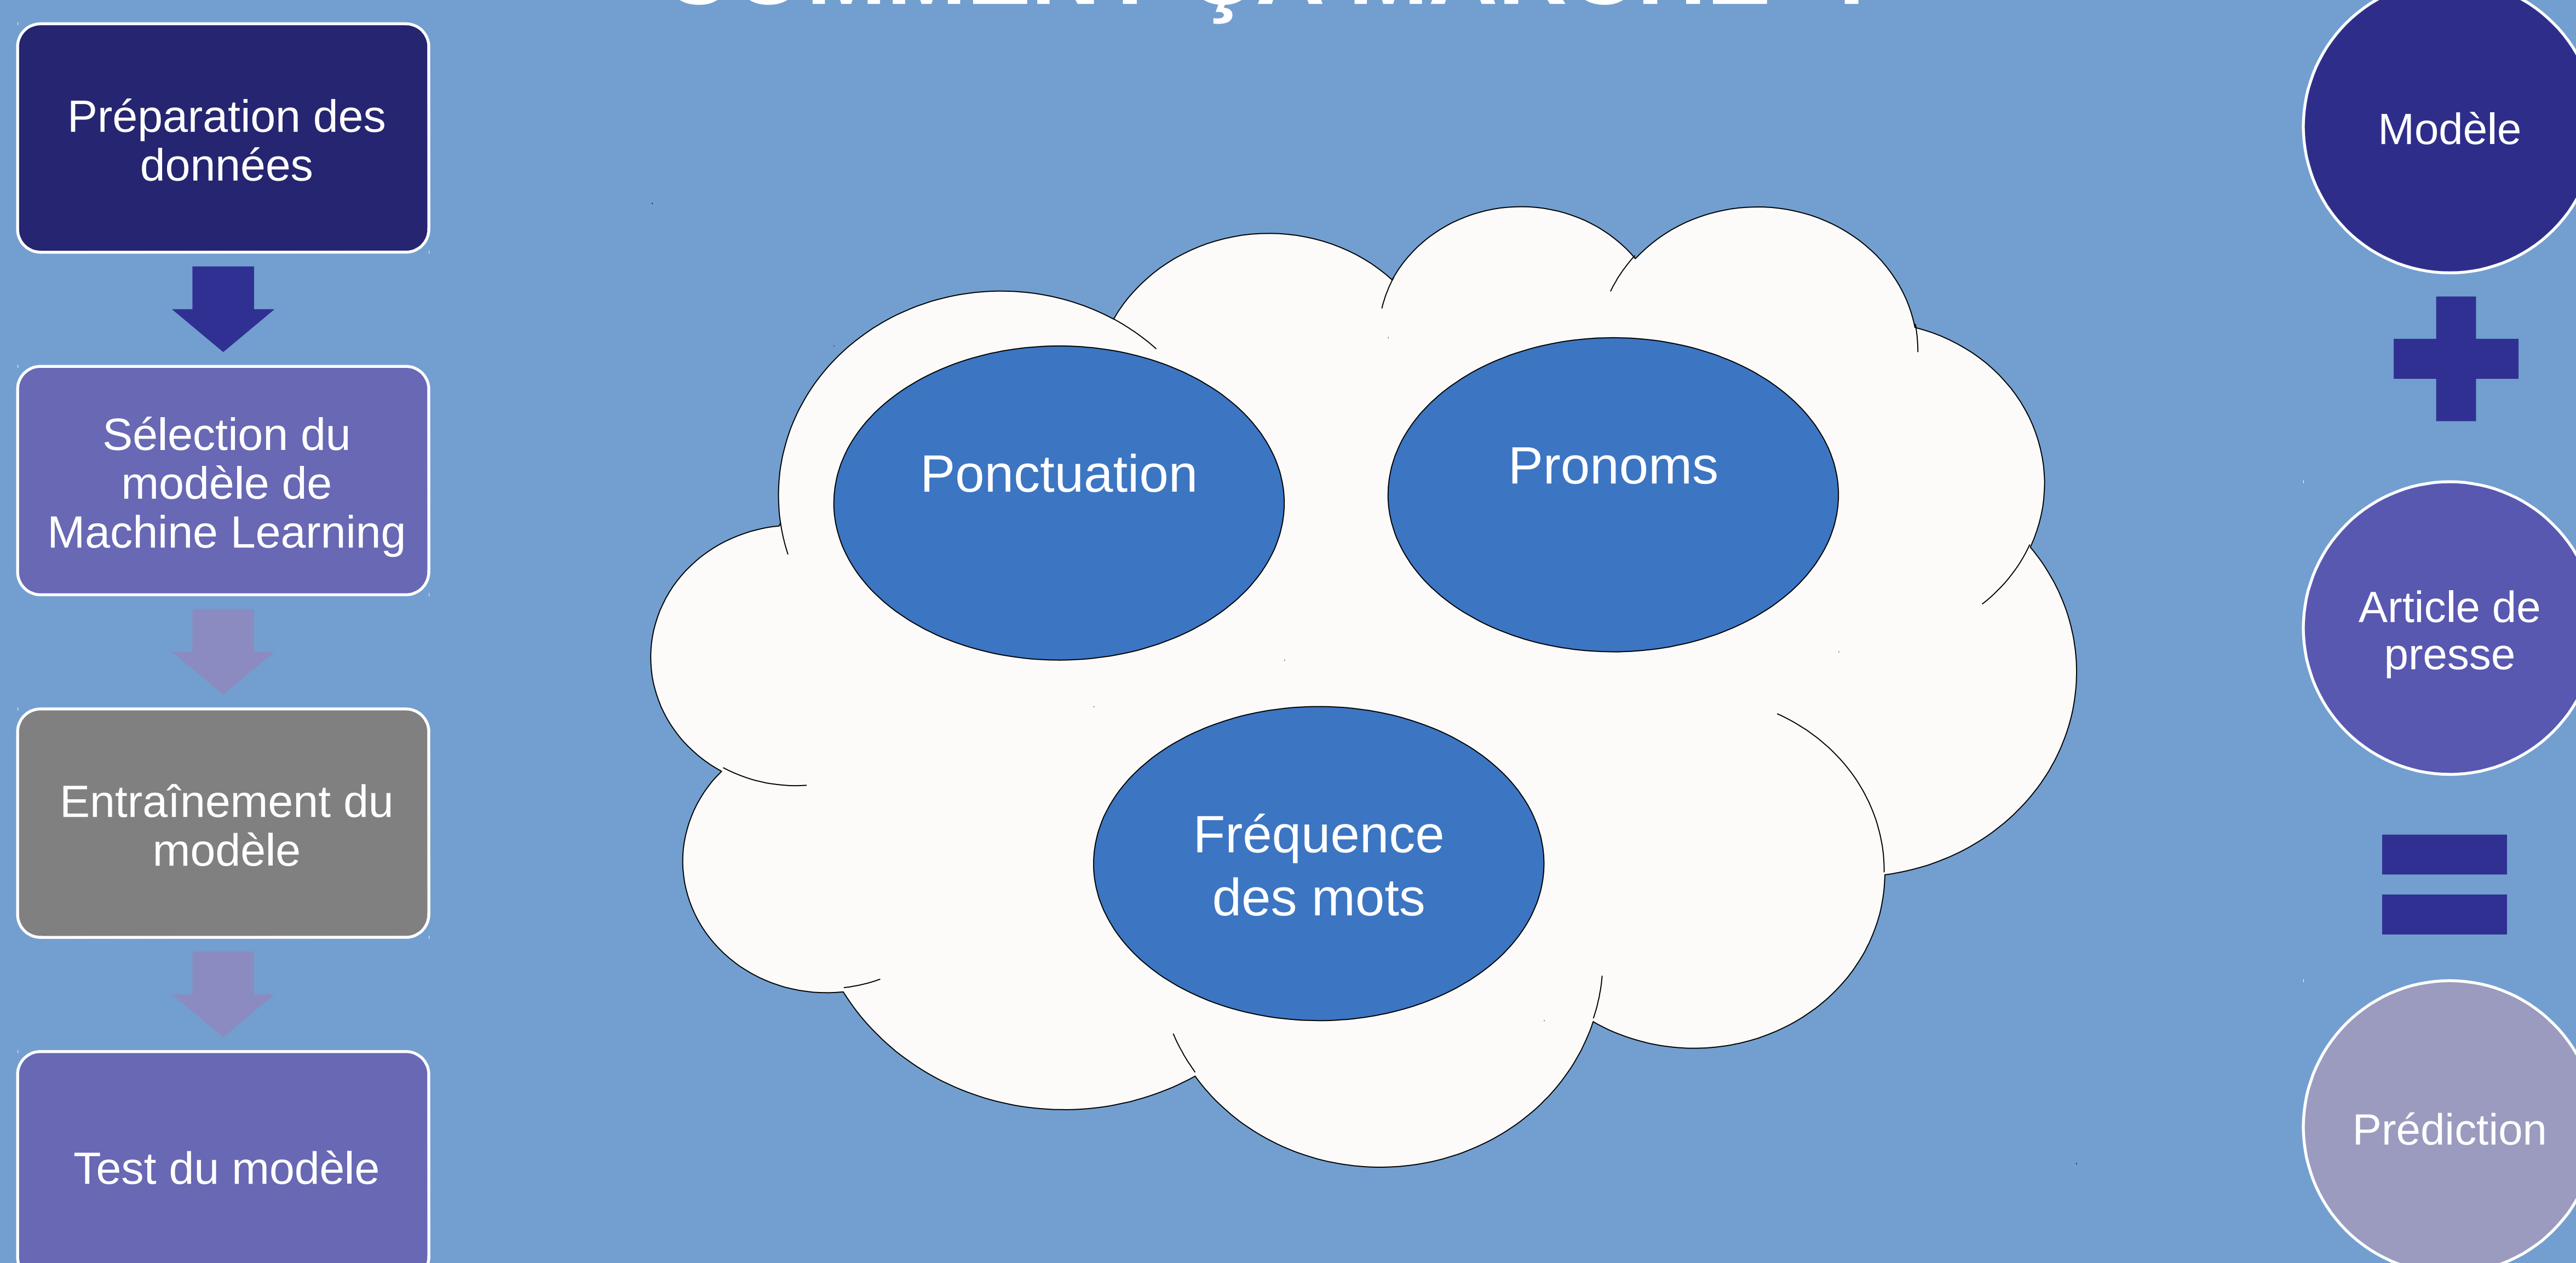 Préparation des
données
Sélection du
modèle de
Machine Learning
Entraînement du
modèle
Test du modèle
Ponctuation
Pronoms
Fréquence
des mots
Modèle
Article de
presse
Prédiction